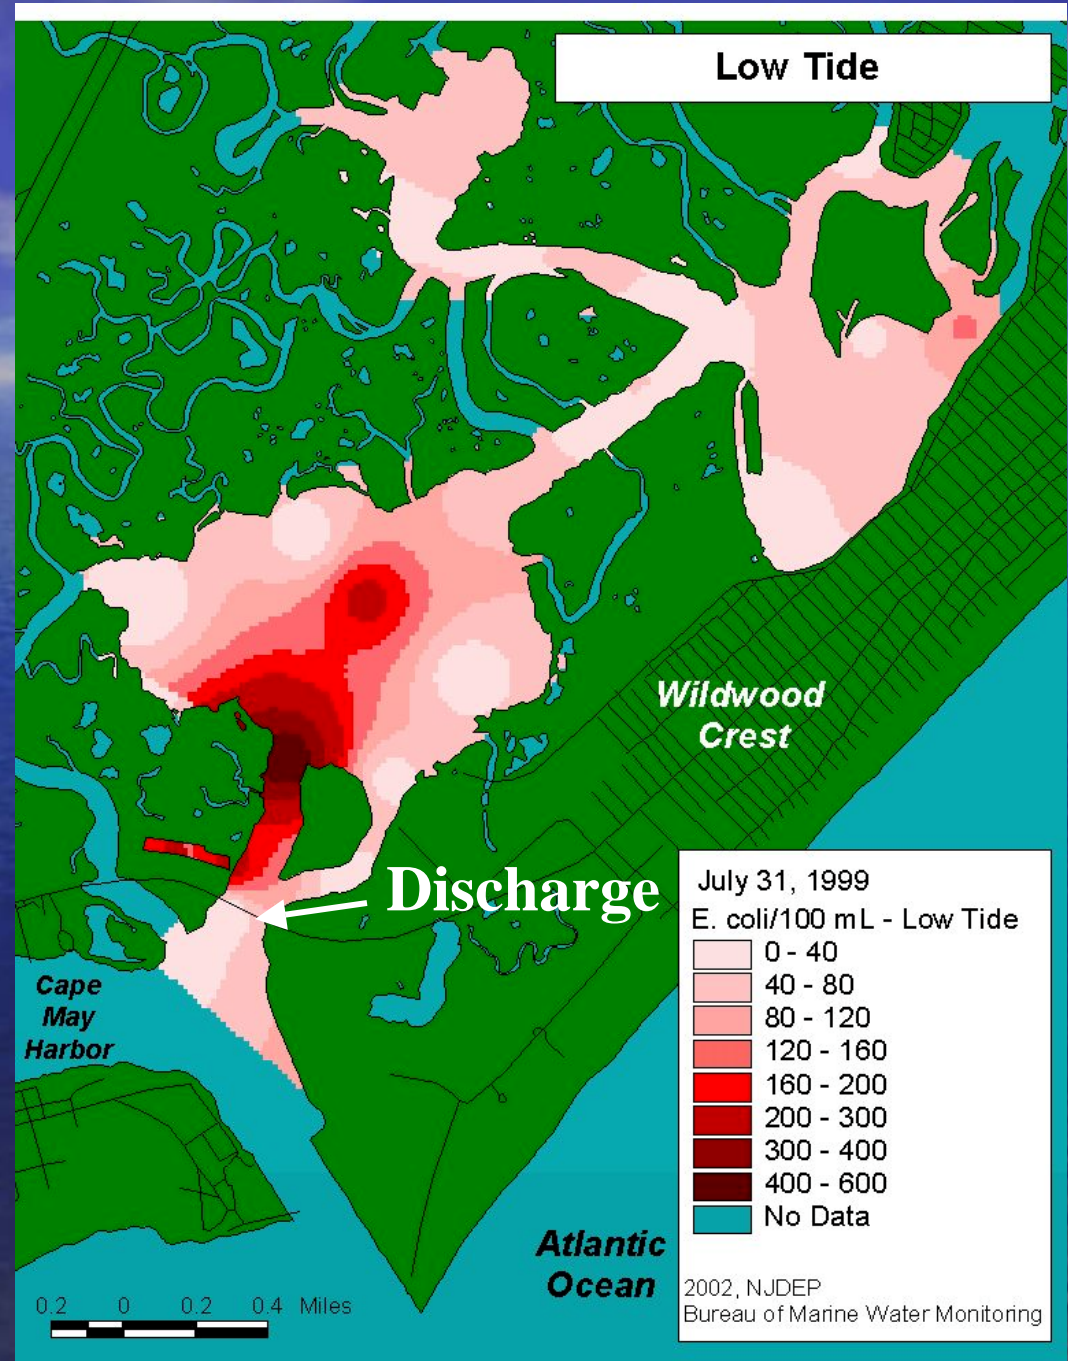 Low Tide
Wildwood
Crest
Discharge
Cape
May
Harbor
Atlantic
Ocean
July 31, 1999
E. coli/100 mL - Low Tide
0 - 40
40 - 80
80 - 120
120 - 160
160 - 200
200 - 300
300 - 400
400 - 600
No Data
2002, NJDEP
Bureau of Marine Water Monitoring
0.2 0 0.2 0.4 Miles